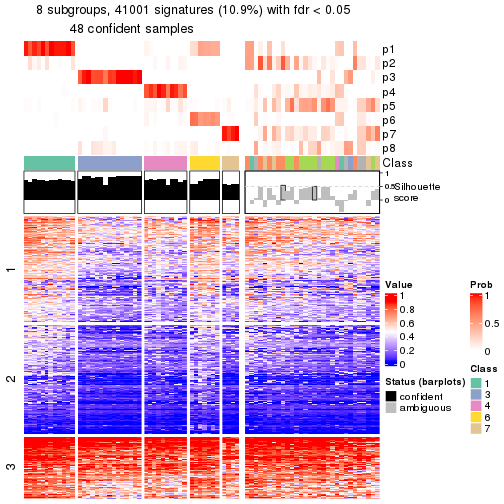 8 subgroups, 41001 signatures (10.9%) with fdr < 0.05
48 confident samples
p1
p2
p3
p4
p5
p6
p7
p8
Class
1
0.5
0
Silhouette
score
1
2
3
Value
1
0.8
0.6
0.4
0.2
0
Prob
1
0.5
0
Status (barplots)
confident
ambiguous
Class
1
3
4
6
7